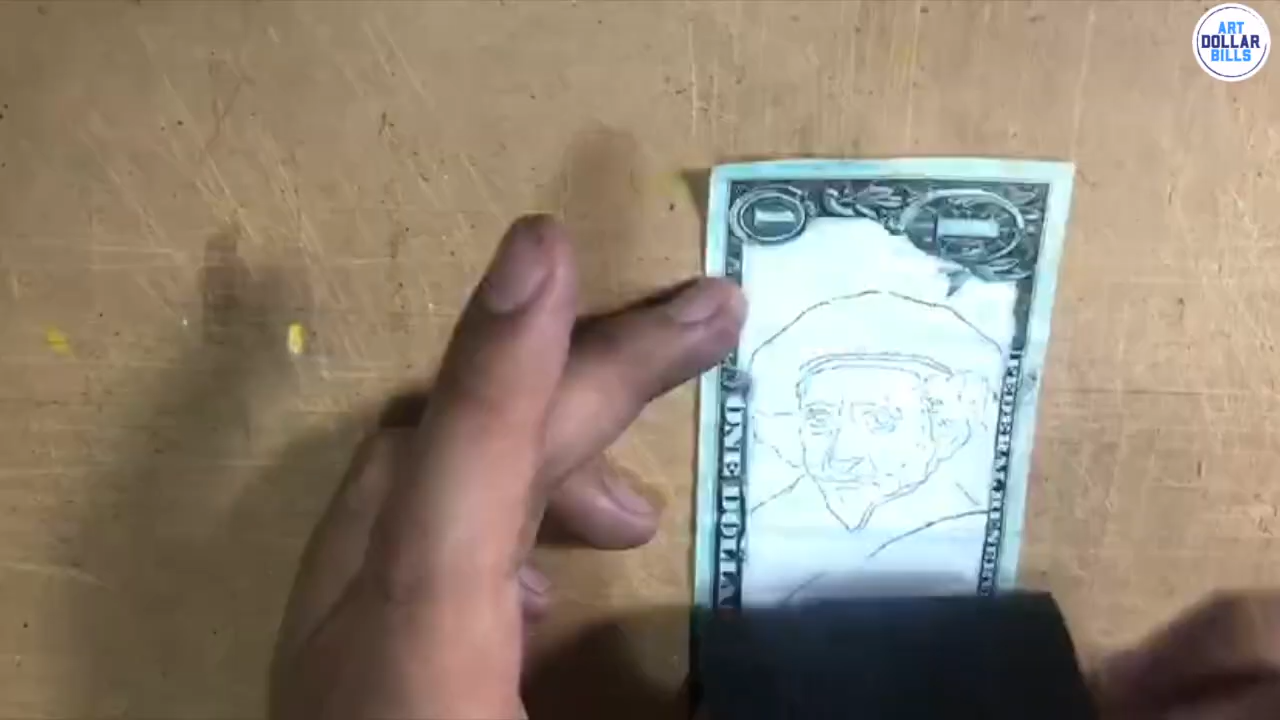 ART
DOLLAR
BILLS
ONE DOLLAR
FEDERAL RESERVE